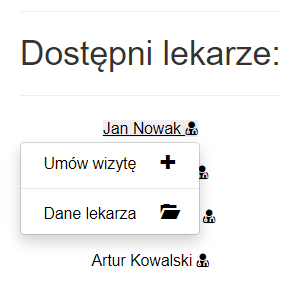 Dostępni lekarze:
Jan Nowak
Umów wizytę
Dane lekarza
Artur Kowalski